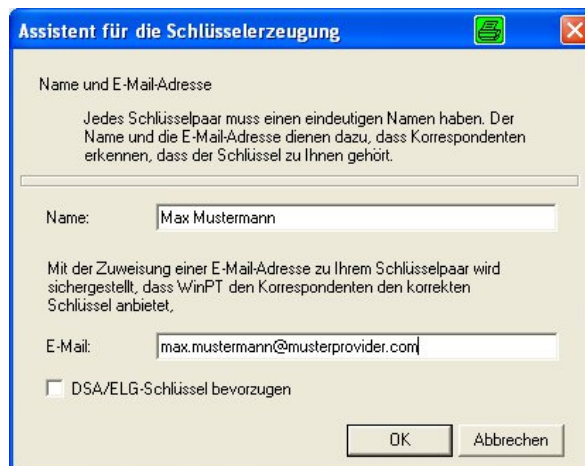 Assistent für die Schlüsselerzeugung
Name und E-Mail-Adresse
Jedes Schlüsselpaar muss einen eindeutigen Namen haben. Der
Name und die E-Mail-Adresse dienen dazu, dass Korrespondenten
erkennen, dass der Schlüssel zu Ihnen gehört.
Name: Max Mustermann
Mit der Zuweisung einer E-Mail-Adresse zu Ihrem Schlüsselpaar wird
sichergestellt, dass WinPT den Korrespondenten den korrekten
Schlüssel anbietet,
E-Mail: max.mustermann@musterprovider.com
DSA/ELG-Schlüssel bevorzugen
OK Abbrechen